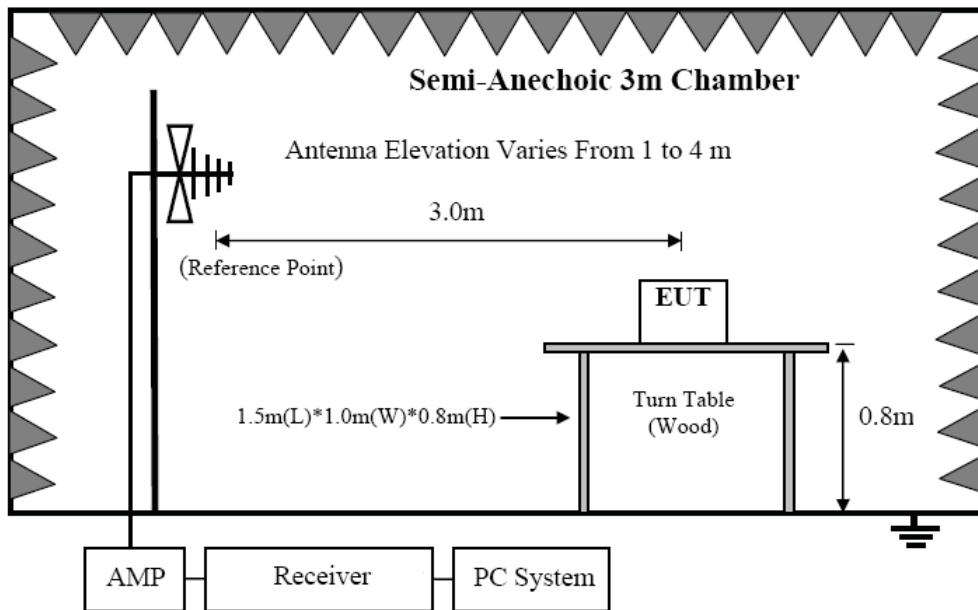 Semi-Anechoic 3m Chamber
Antenna Elevation Varies From 1 to 4 m
3.0m
(Reference Point)
EUT
1.5m(L)*1.0m(W)*0.8m(H)
Turn Table
(Wood)
0.8m
AMP
Receiver
PC System